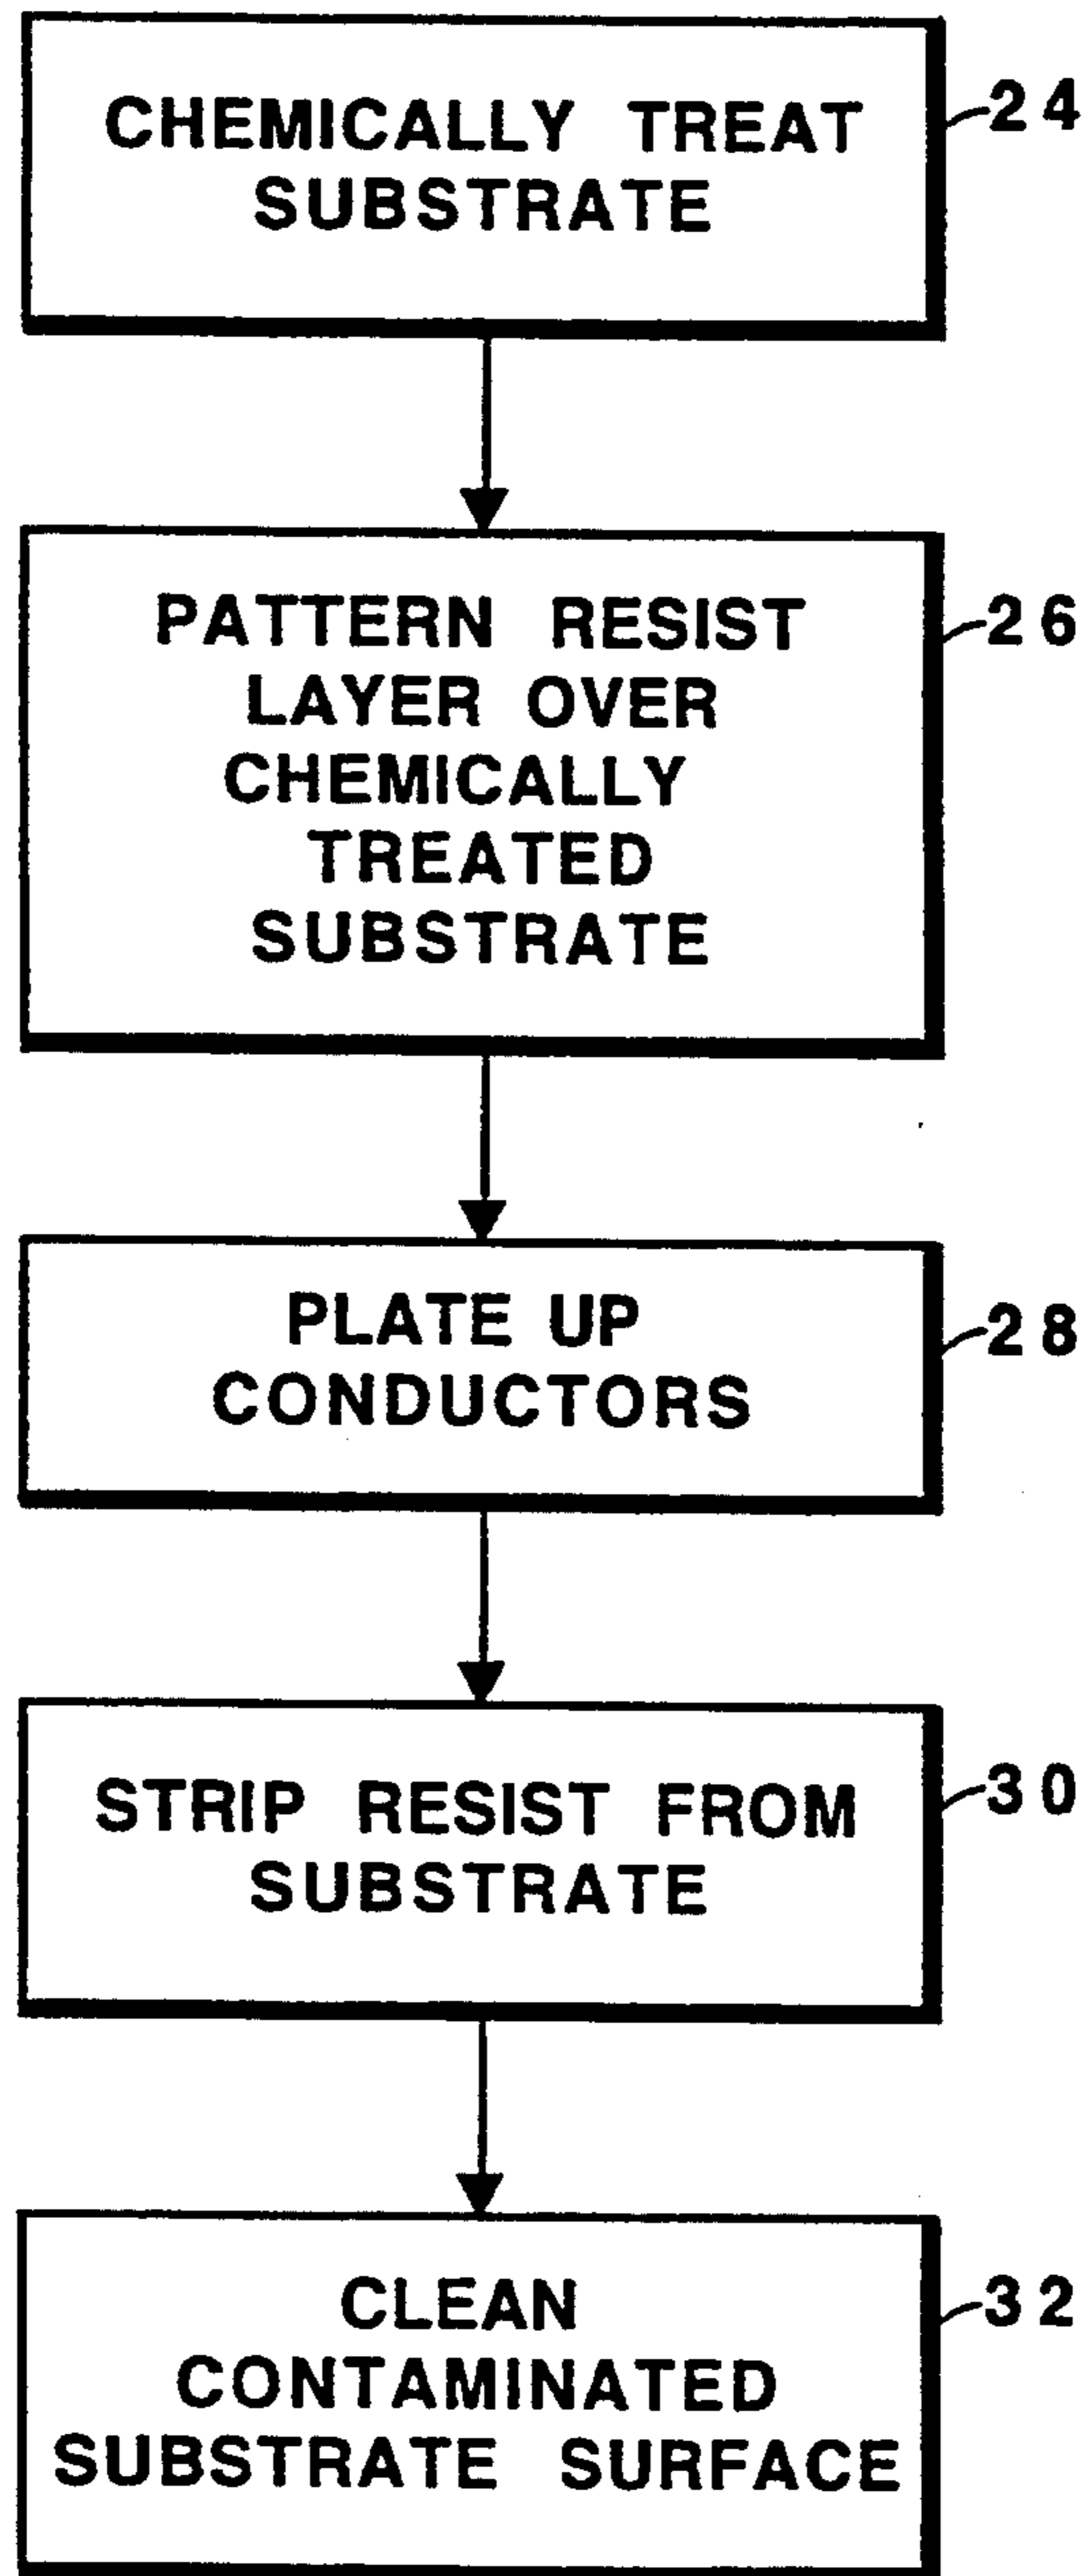 CHEMICALLY TREAT
SUBSTRATE
24
PATTERN RESIST
LAYER OVER
CHEMICALLY
TREATED
SUBSTRATE
26
PLATE UP
CONDUCTORS
28
STRIP RESIST FROM
SUBSTRATE
30
CLEAN
CONTAMINATED
SUBSTRATE SURFACE
32